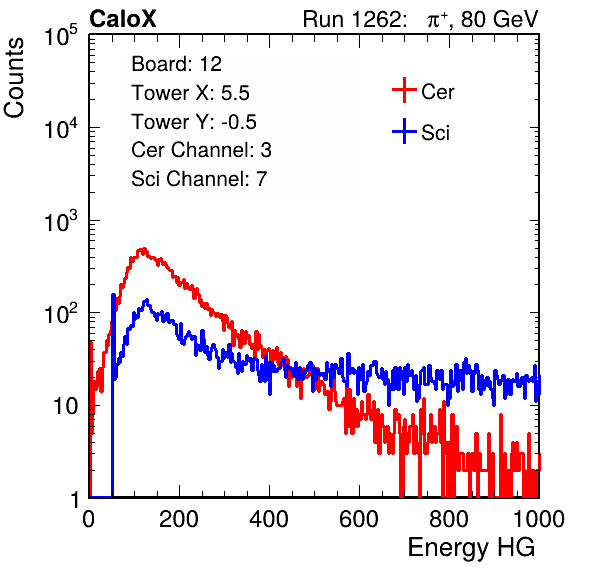 CaloX Run 1262: π⁺, 80 GeV
Counts
10⁵
10⁴
10³
10²
10
1
Board: 12
Tower X: 5.5
Tower Y: -0.5
Cer Channel: 3
Sci Channel: 7
Cer
Sci
0 200 400 600 800 1000
Energy HG